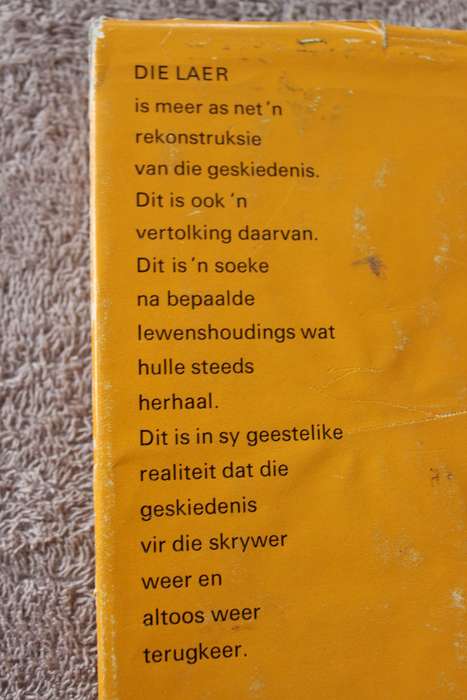 DIE LAER
is meer as net 'n
rekonstruksie
van die geskiedenis.
Dit is ook 'n
vertolking daarvan.
Dit is 'n soeke
na bepaalde
lewenshoudings wat
hulle steeds
herhaal.
Dit is in sy geestelike
realiteit dat die
geskiedenis
vir die skrywer
weer en
altoos weer
terugkeer.